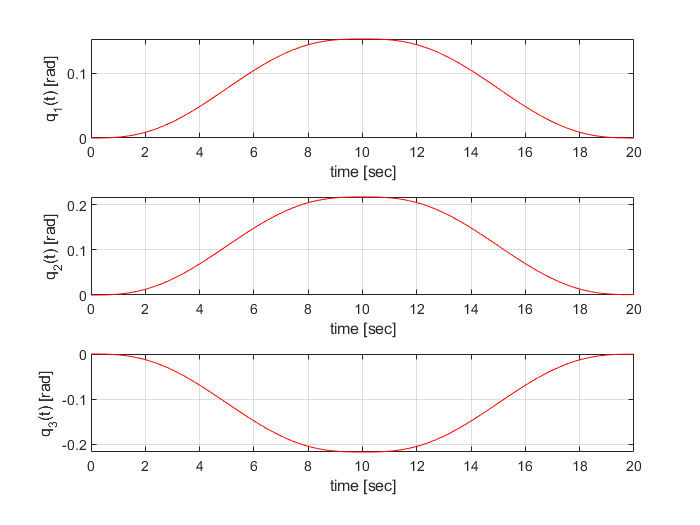 q1(t) [rad]
0.1
0
0 2 4 6 8 10 12 14 16 18 20
time [sec]
q2(t) [rad]
0.2
0.1
0
0 2 4 6 8 10 12 14 16 18 20
time [sec]
q3(t) [rad]
0
-0.1
-0.2
0 2 4 6 8 10 12 14 16 18 20
time [sec]